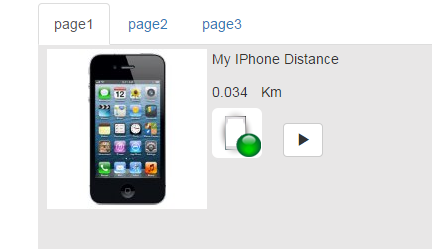 page1 page2 page3
My IPhone Distance
0.034 Km